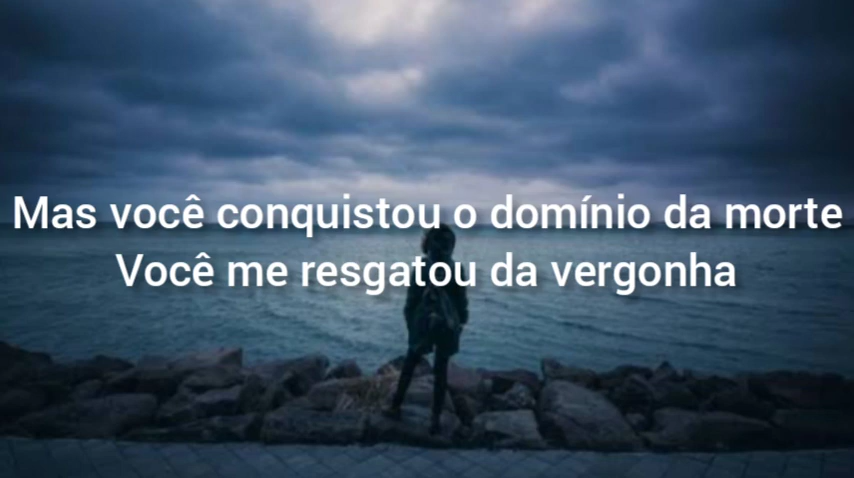 Mas você conquistou o domínio da morte
Você me resgatou da vergonha